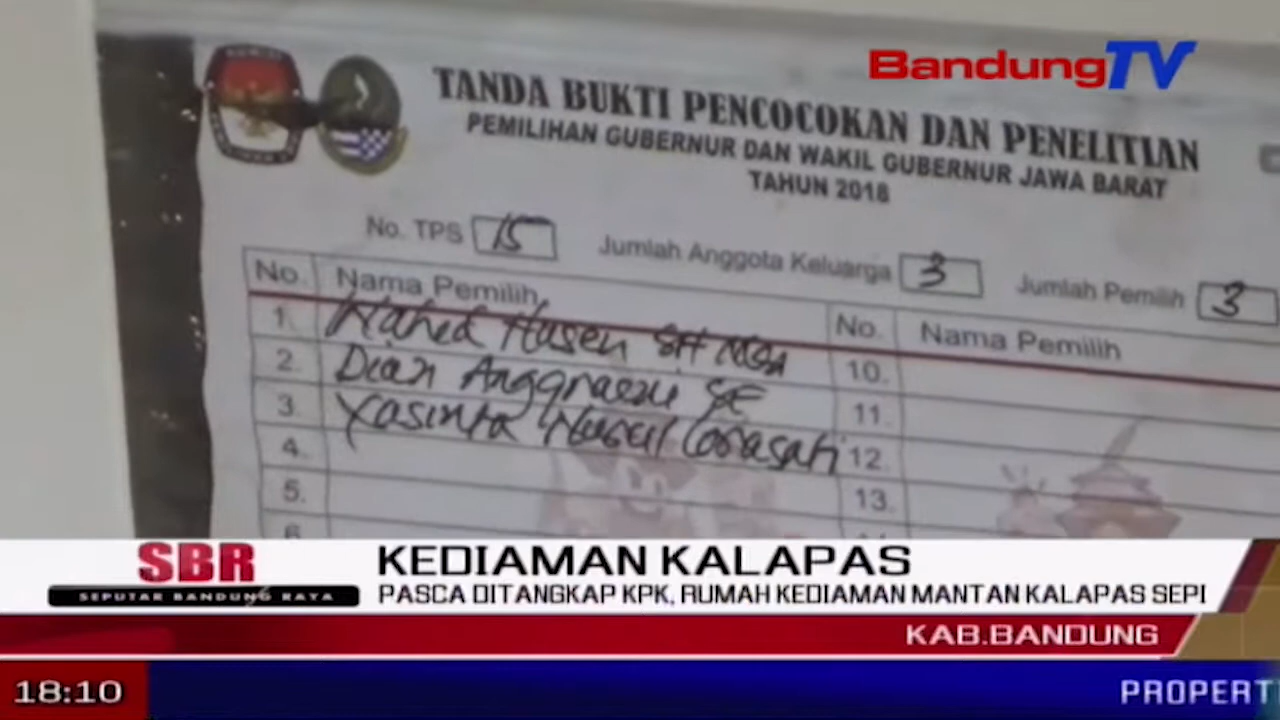 BandungTV
TANDA BUKTI PENCOCOKAN DAN PENELITIAN
PEMILIHAN GUBERNUR DAN WAKIL GUBERNUR JAWA BARAT
TAHUN 2018
No. TPS 15 Jumlah Anggota Keluarga 3 Jumlah Pemilih 3
No. Nama Pemilih No. Nama Pemilih
1. Wahid Husen SH MSi 10.
2. Dian Anggraeni SE 11.
3. Yasinta Nurul 12.
4. 13.
5.
6
SBR
SEPUTAR BANDUNG RAYA
KEDIAMAN KALAPAS
PASCA DITANGKAP KPK, RUMAH KEDIAMAN MANTAN KALAPAS SEPI
KAB.BANDUNG
18:10 PROPERT